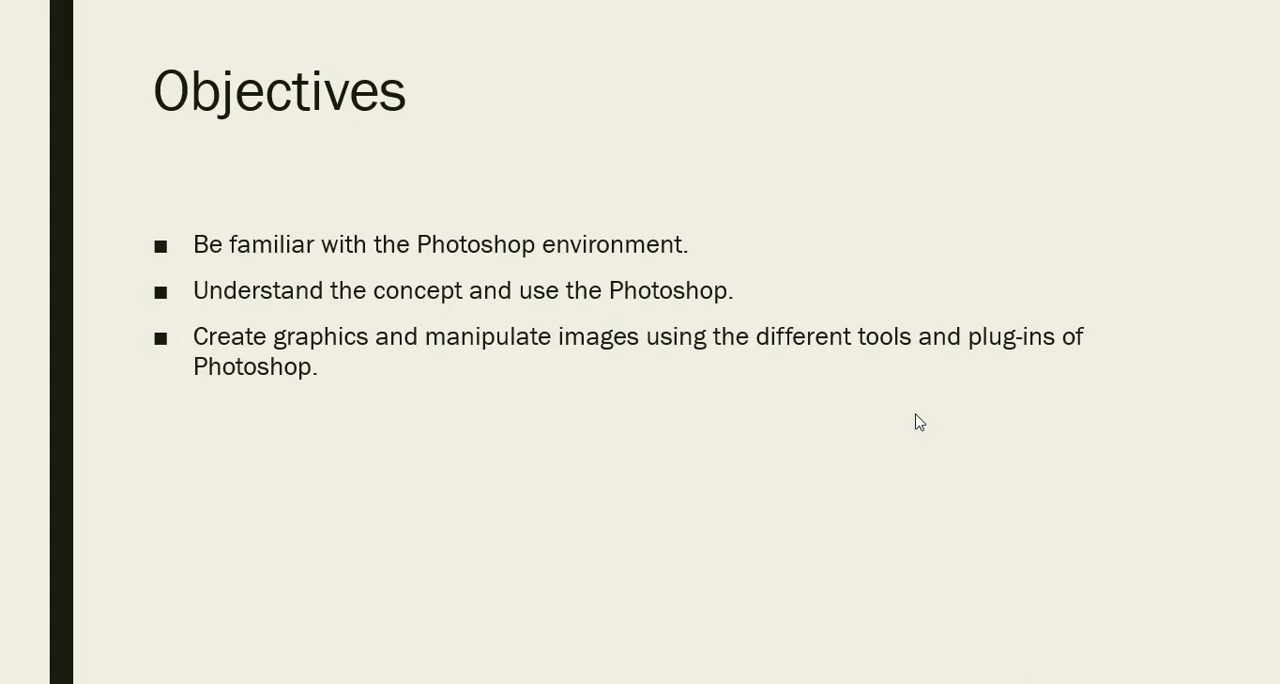 Objectives
■ Be familiar with the Photoshop environment.
■ Understand the concept and use the Photoshop.
■ Create graphics and manipulate images using the different tools and plug-ins of
Photoshop.